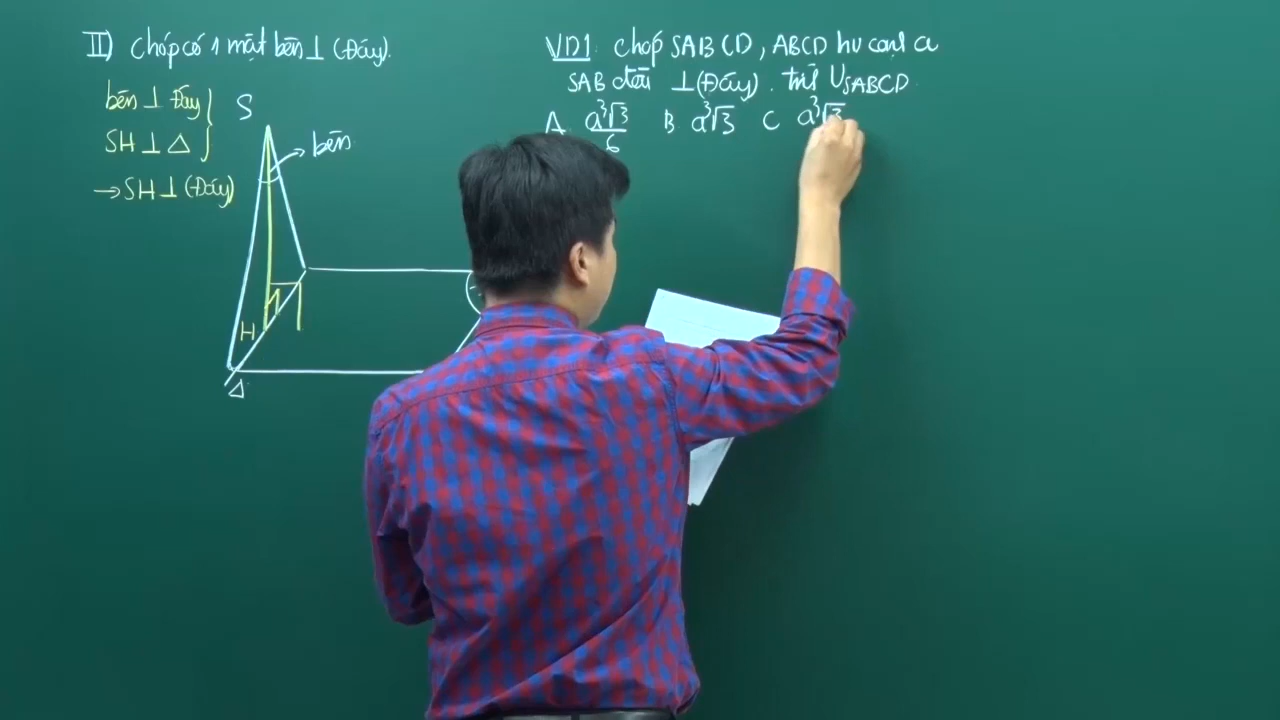 II) Chóp có 1 mặt bên ⊥ (Đáy).
bên ⊥ Đáy
SH ⊥ Δ
→ SH ⊥ (Đáy)
S
bên
H
Δ
VD1: Chóp SABCD, ABCD hv cạnh a
SAB đều ⊥ (Đáy). tính V_SABCD
A. a³√3/6 B a³√3 C a³√3